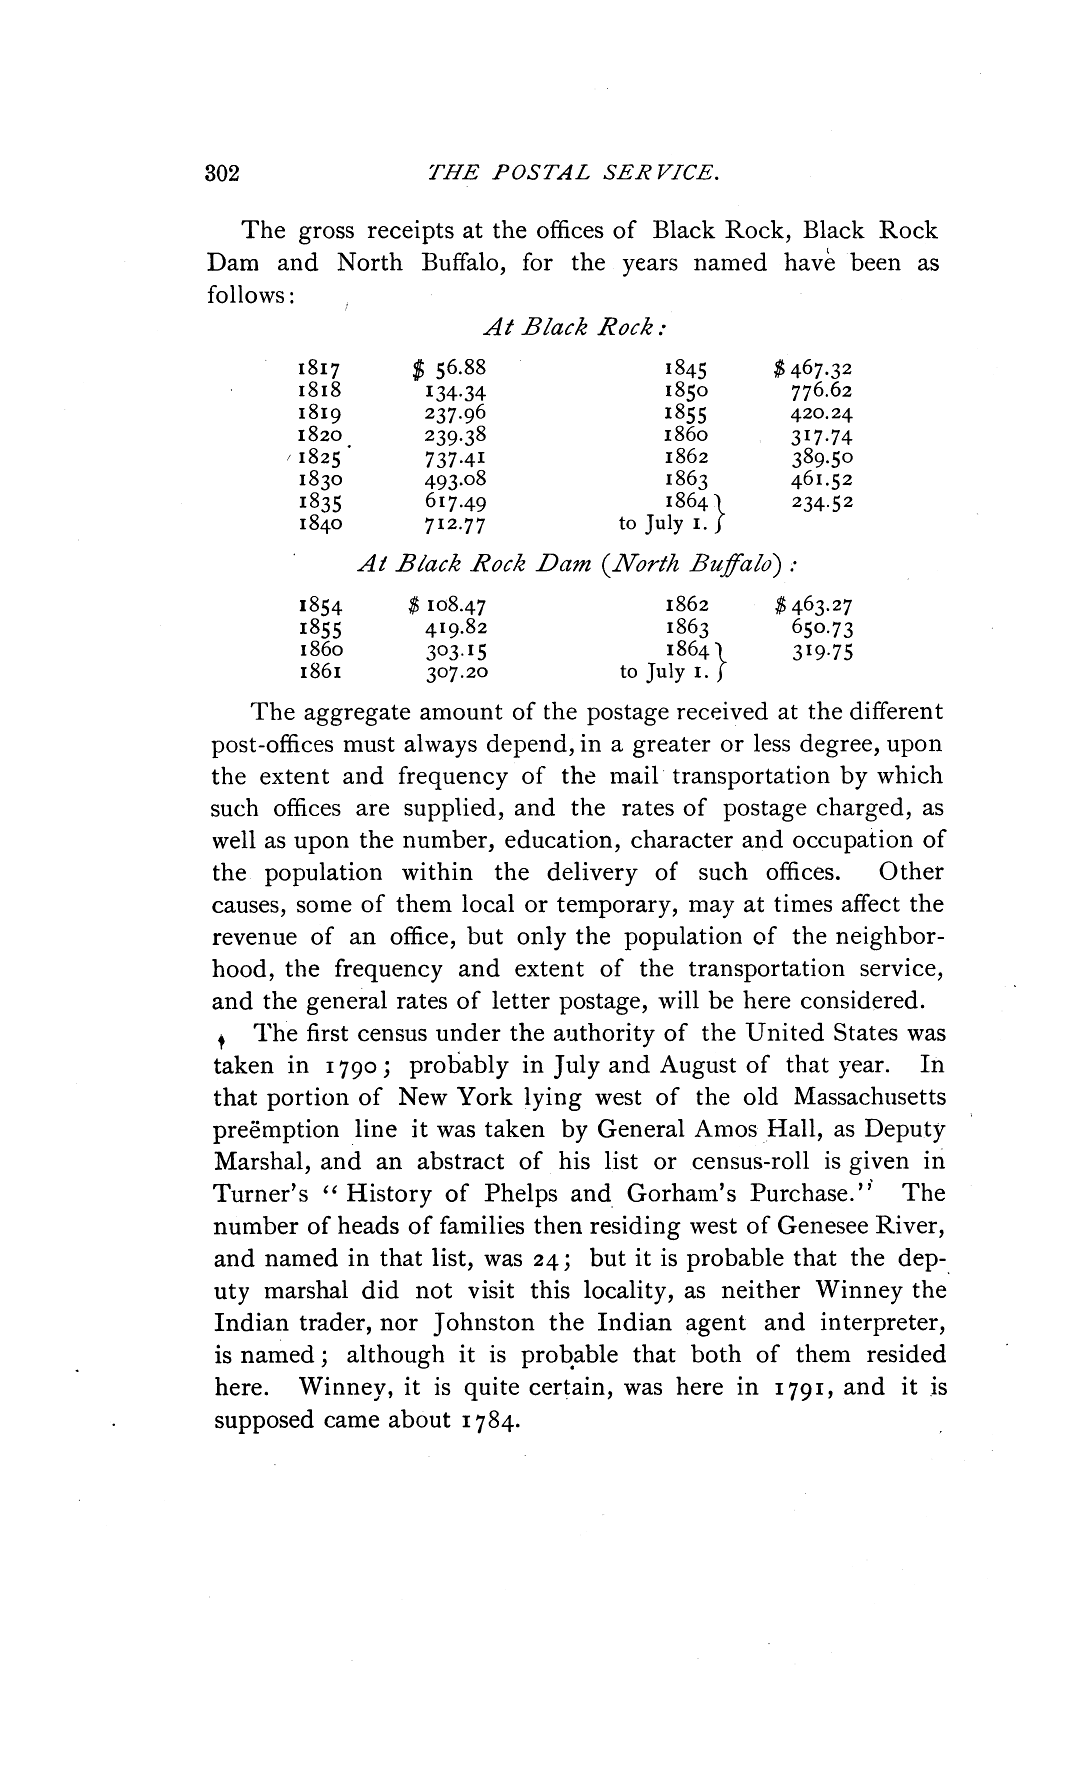 302 THE POSTAL SERVICE.
The gross receipts at the offices of Black Rock, Black Rock
Dam and North Buffalo, for the years named have been as
follows:
At Black Rock:
1817 $ 56.88 1845 $ 467.32
1818 134.34 1850 776.62
1819 237.96 1855 420.24
1820 239.38 1860 317.74
1825 737.41 1862 389.50
1830 493.08 1863 461.52
1835 617.49 1864 } 234.52
1840 712.77 to July 1. }
At Black Rock Dam (North Buffalo):
1854 $ 108.47 1862 $ 463.27
1855 419.82 1863 650.73
1860 303.15 1864 } 319.75
1861 307.20 to July 1. }
The aggregate amount of the postage received at the different
post-offices must always depend, in a greater or less degree, upon
the extent and frequency of the mail transportation by which
such offices are supplied, and the rates of postage charged, as
well as upon the number, education, character and occupation of
the population within the delivery of such offices. Other
causes, some of them local or temporary, may at times affect the
revenue of an office, but only the population of the neighbor-
hood, the frequency and extent of the transportation service,
and the general rates of letter postage, will be here considered.
The first census under the authority of the United States was
taken in 1790; probably in July and August of that year. In
that portion of New York lying west of the old Massachusetts
preëmption line it was taken by General Amos Hall, as Deputy
Marshal, and an abstract of his list or census-roll is given in
Turner's "History of Phelps and Gorham's Purchase." The
number of heads of families then residing west of Genesee River,
and named in that list, was 24; but it is probable that the dep-
uty marshal did not visit this locality, as neither Winney the
Indian trader, nor Johnston the Indian agent and interpreter,
is named; although it is probable that both of them resided
here. Winney, it is quite certain, was here in 1791, and it is
supposed came about 1784.